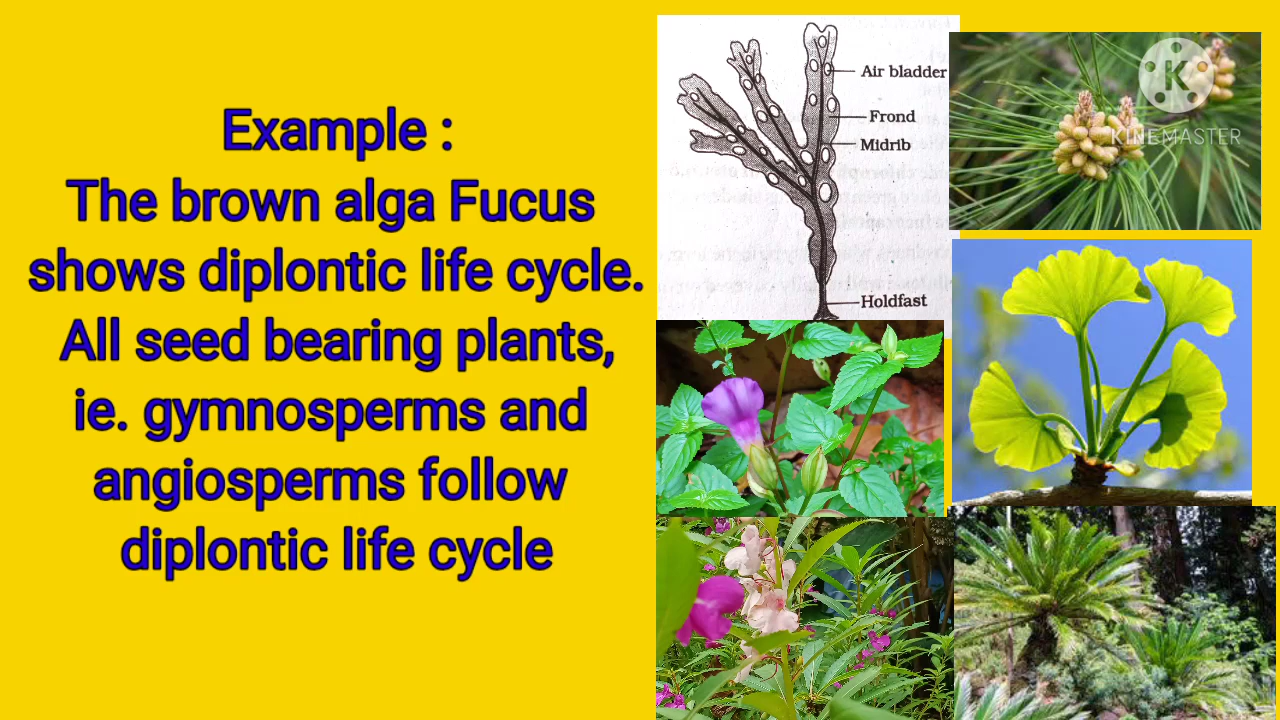 Example :
The brown alga Fucus
shows diplontic life cycle.
All seed bearing plants,
ie. gymnosperms and
angiosperms follow
diplontic life cycle
Air bladder
Frond
Midrib
Holdfast
K
KINEMASTER